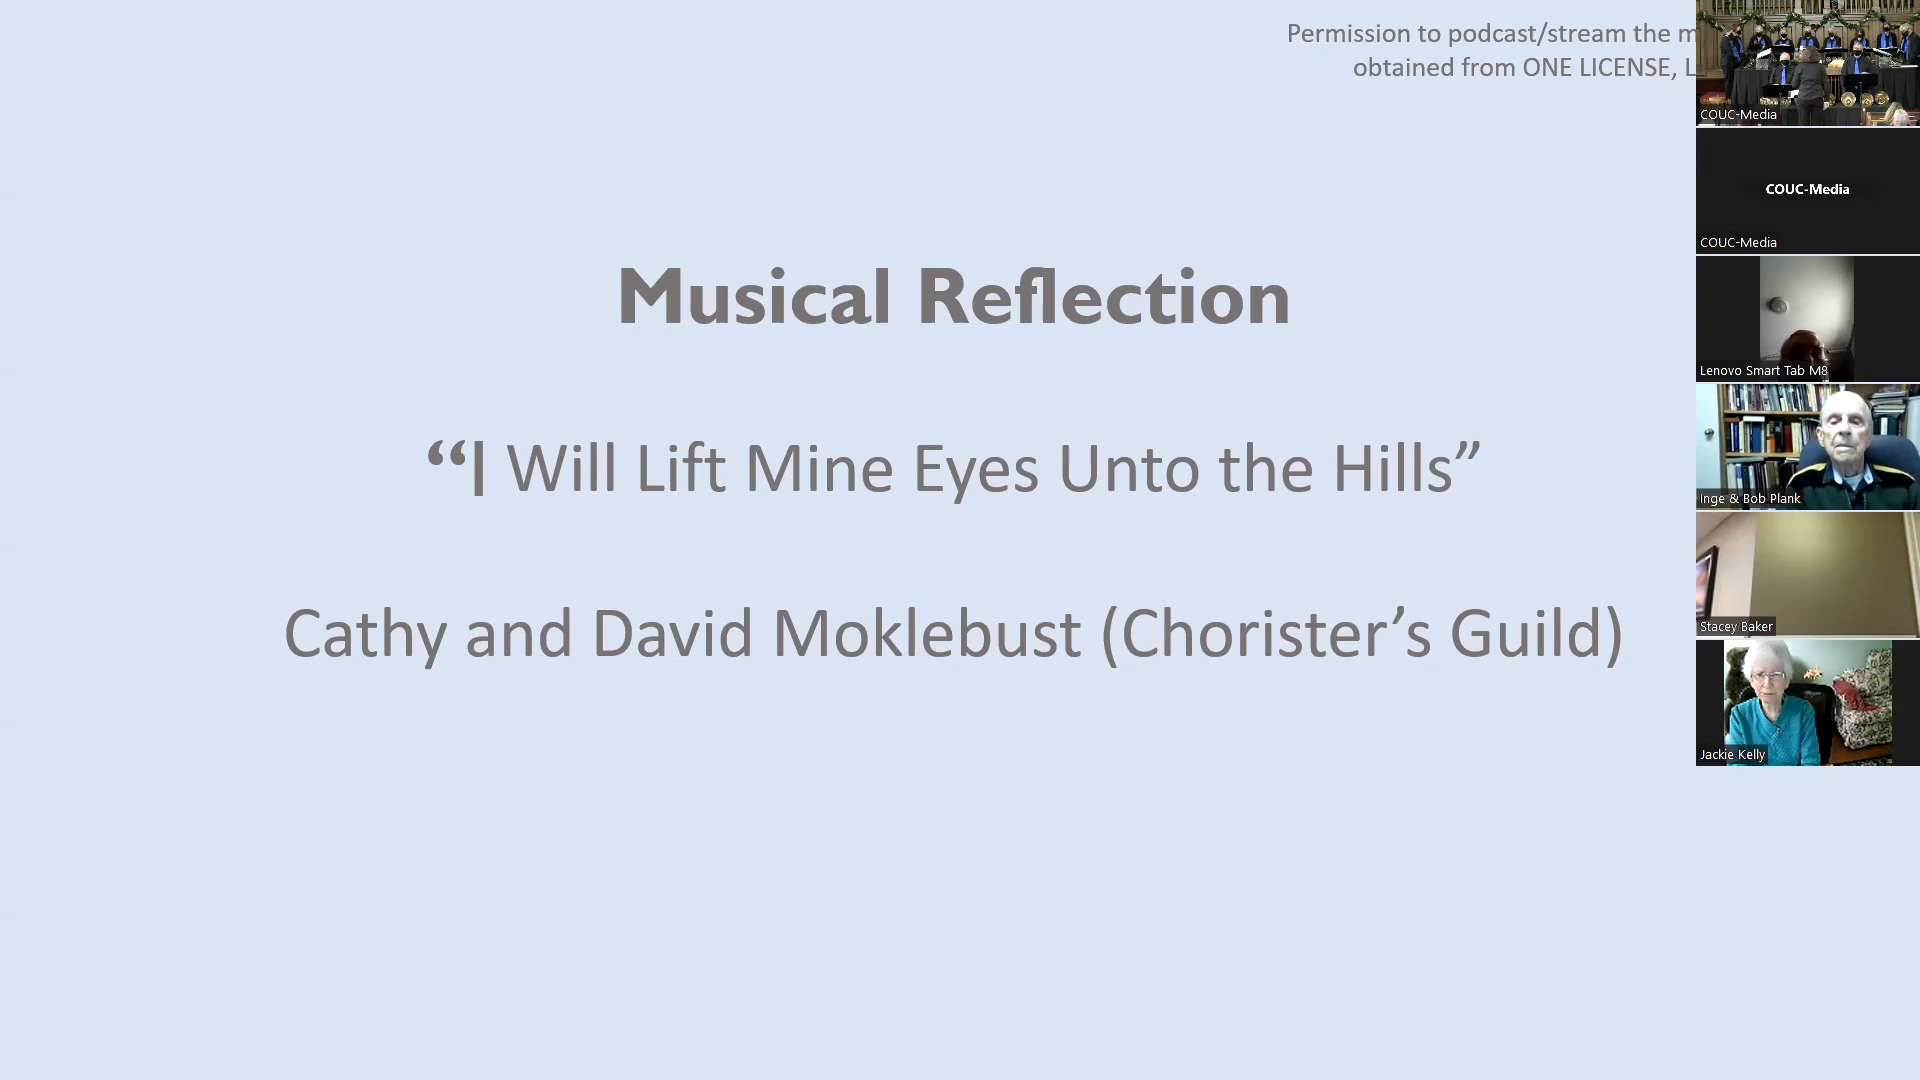 Permission to podcast/stream the m
obtained from ONE LICENSE, L
Musical Reflection
“I Will Lift Mine Eyes Unto the Hills”
Cathy and David Moklebust (Chorister’s Guild)
COUC-Media
COUC-Media
COUC-Media
Lenovo Smart Tab M8
Inge & Bob Plank
Stacey Baker
Jackie Kelly